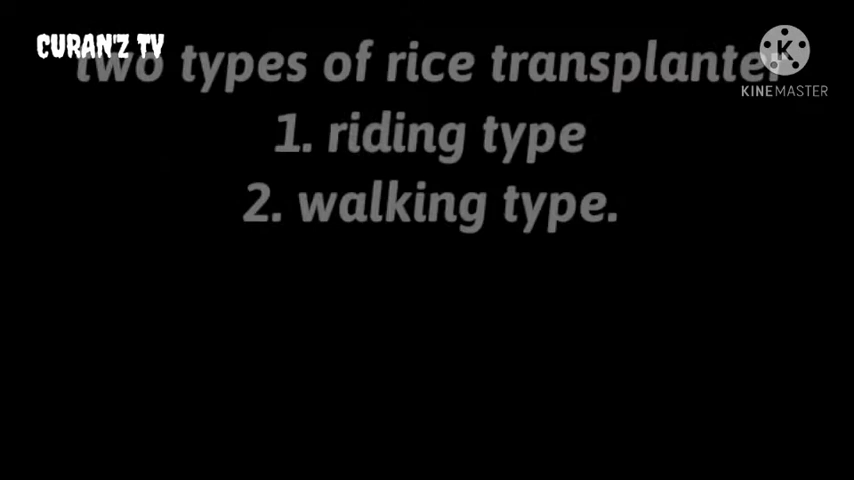 CURAN'Z TV
two types of rice transplanter
1. riding type
2. walking type.
K
KINEMASTER